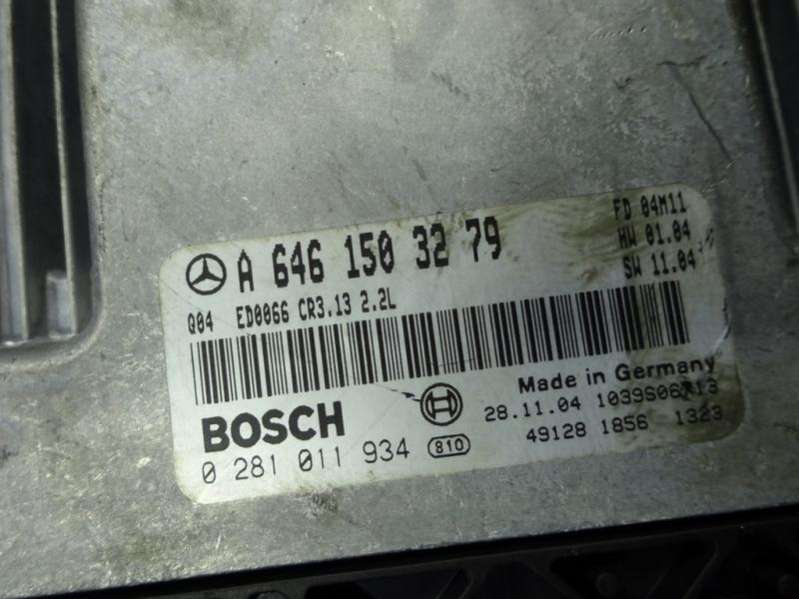 A 646 150 32 79
FD 04M11
HW 01.04
SW 11.04
Q04 ED0066 CR3.13 2.2L
Made in Germany
BOSCH
28.11.04
0 281 011 934 810
49128 1856 1323